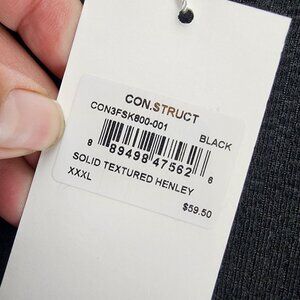 CON.STRUCT
CON3FSK800-001
BLACK
8 89498 47562 6
SOLID TEXTURED HENLEY
XXXL
$59.50